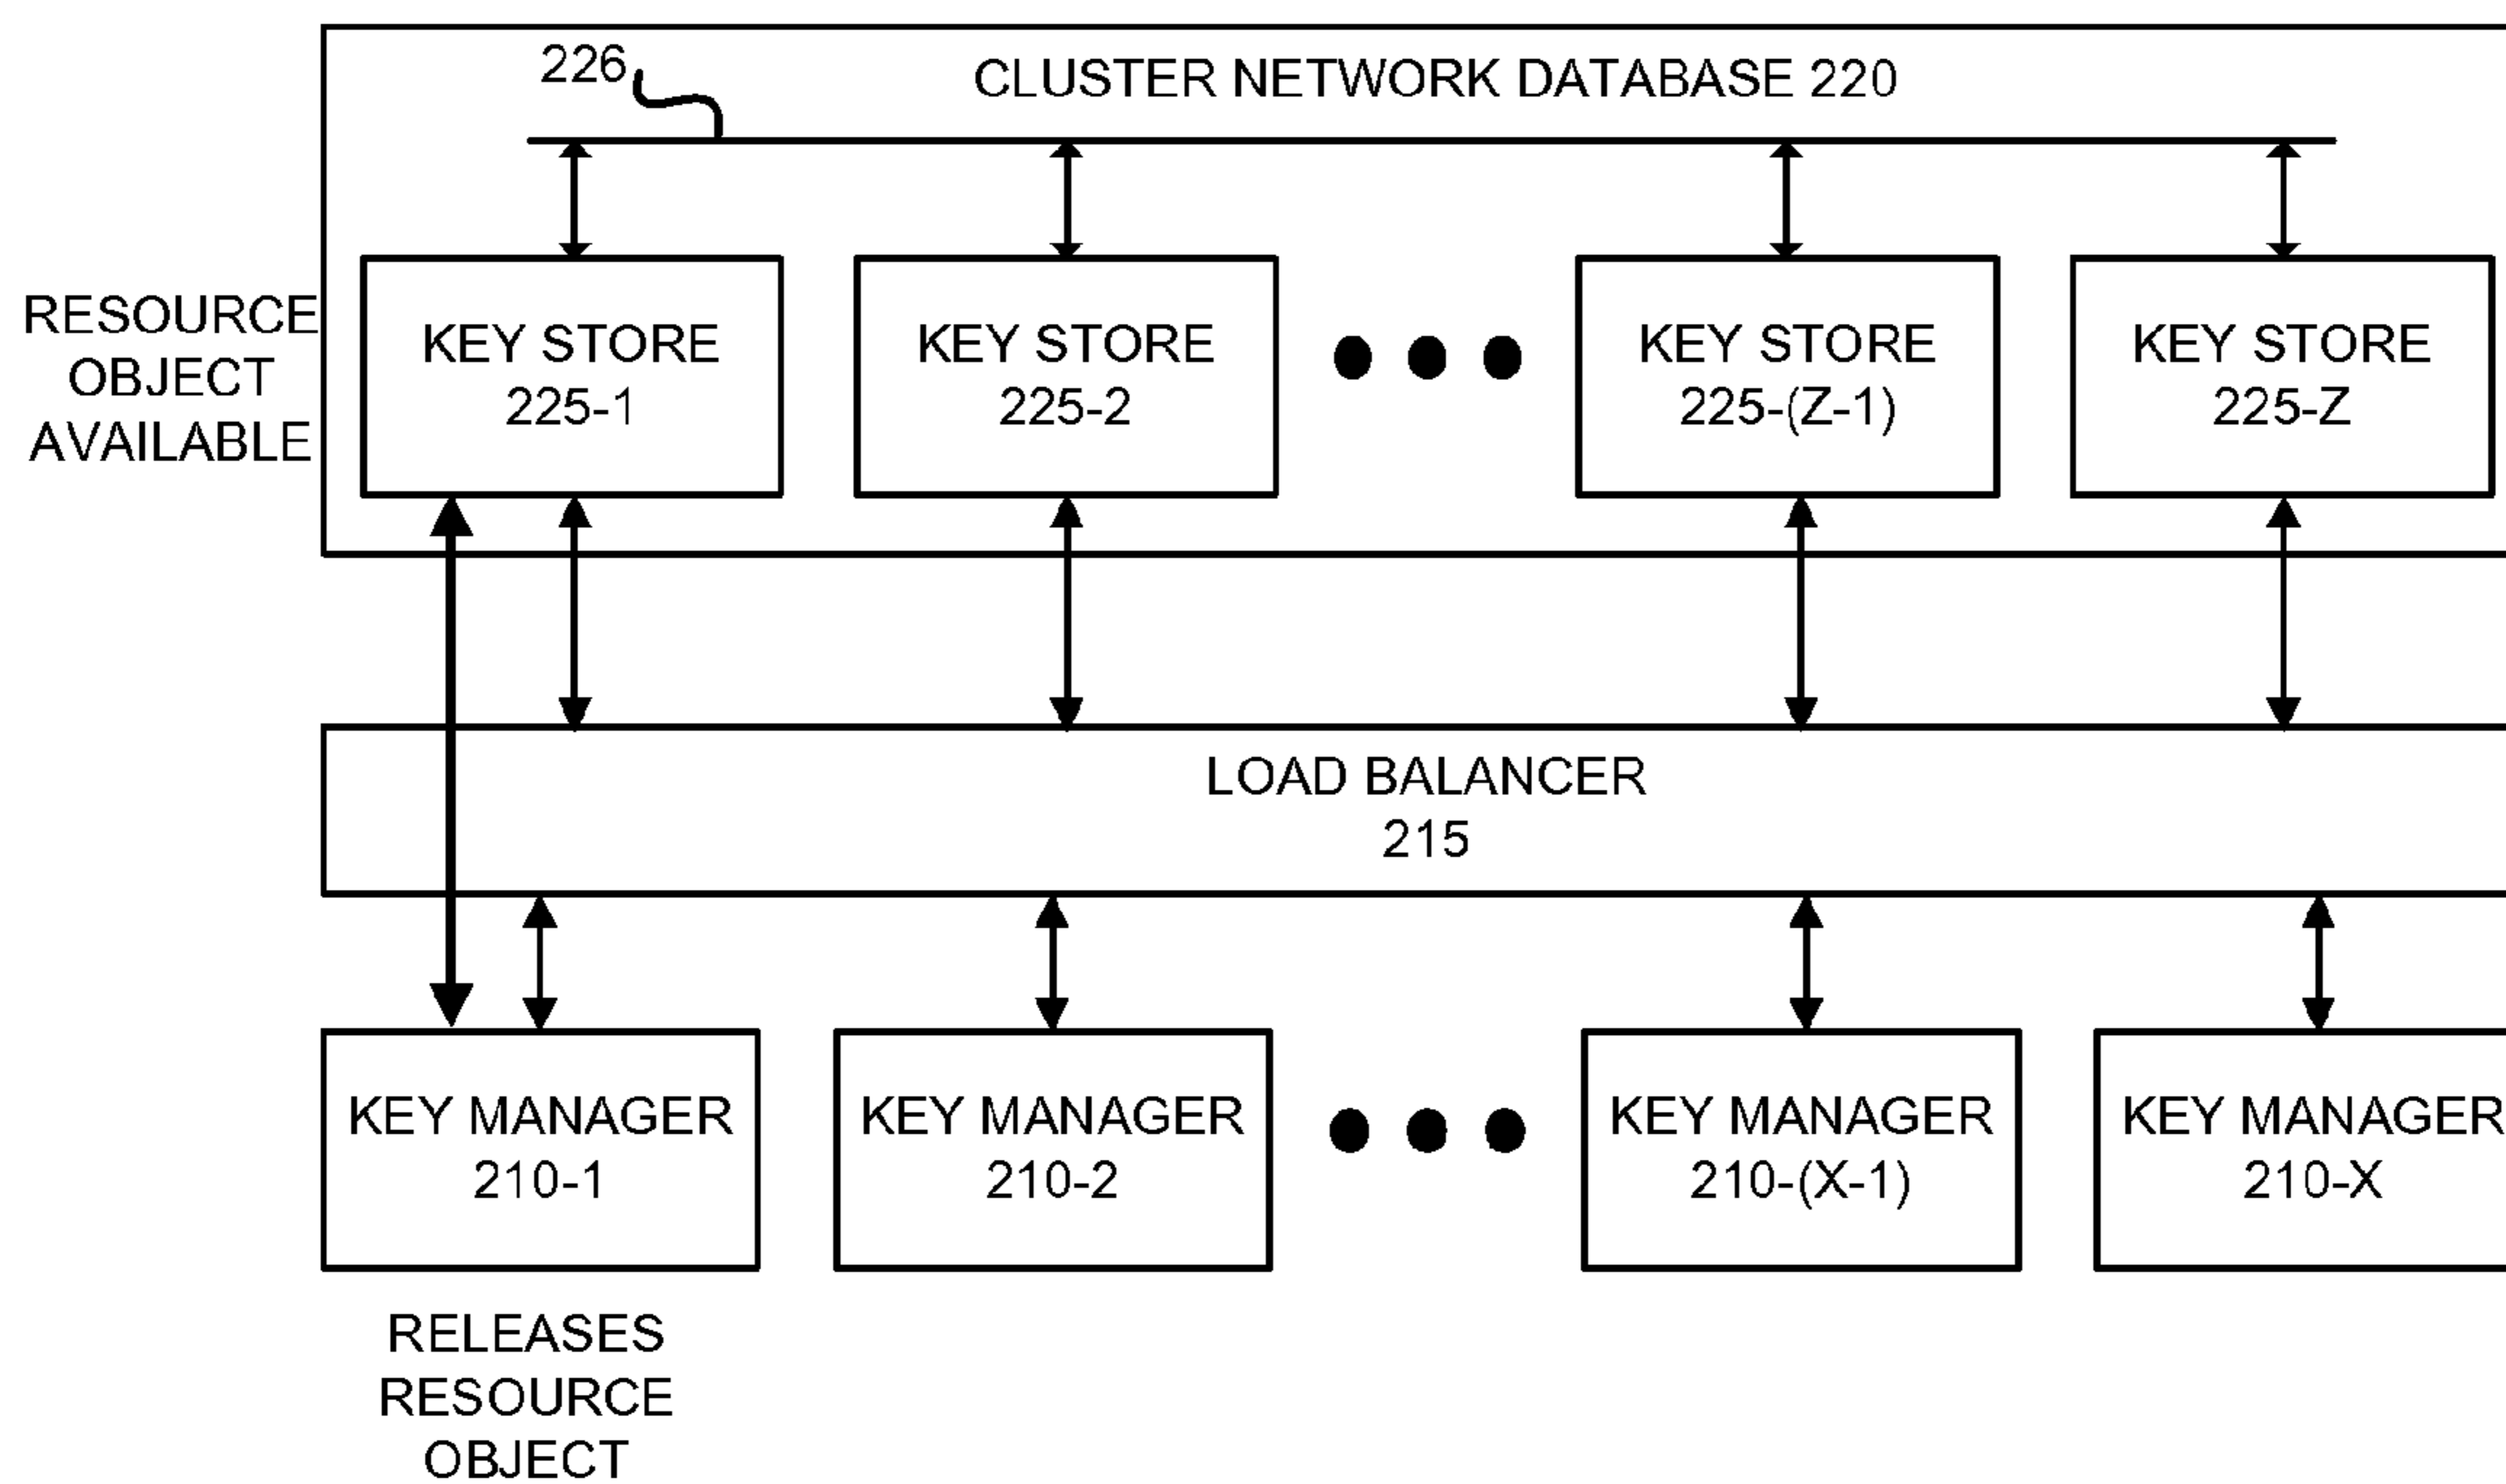 226
CLUSTER NETWORK DATABASE 220
RESOURCE
OBJECT
AVAILABLE
KEY STORE
225-1
KEY STORE
225-2
KEY STORE
225-(Z-1)
KEY STORE
225-Z
LOAD BALANCER
215
KEY MANAGER
210-1
KEY MANAGER
210-2
KEY MANAGER
210-(X-1)
KEY MANAGER
210-X
RELEASES
RESOURCE
OBJECT